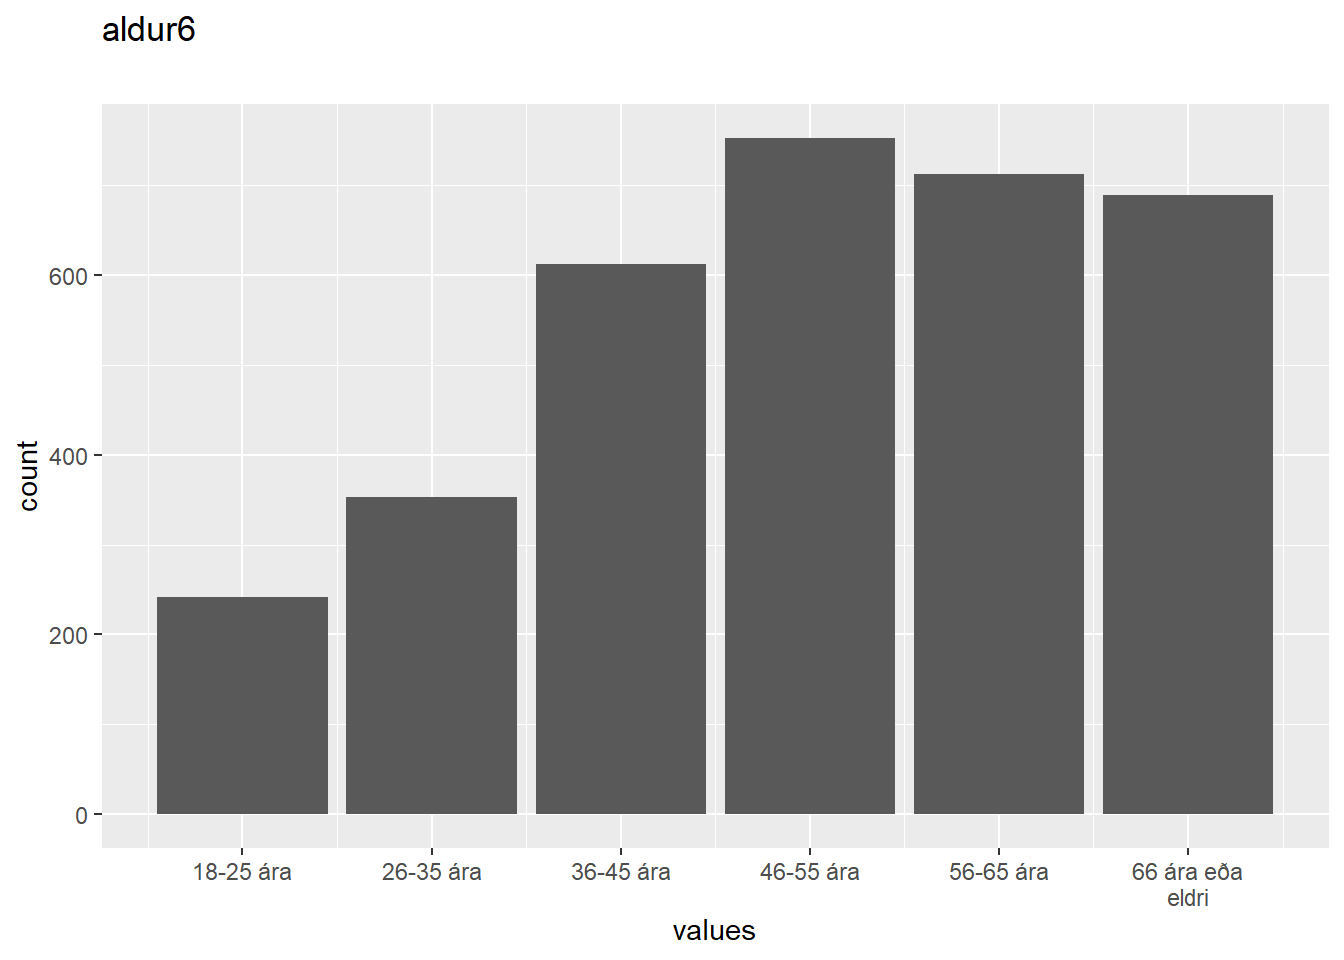 aldur6
count
600
400
200
0
18-25 ára
26-35 ára
36-45 ára
46-55 ára
56-65 ára
66 ára eða
eldri
values